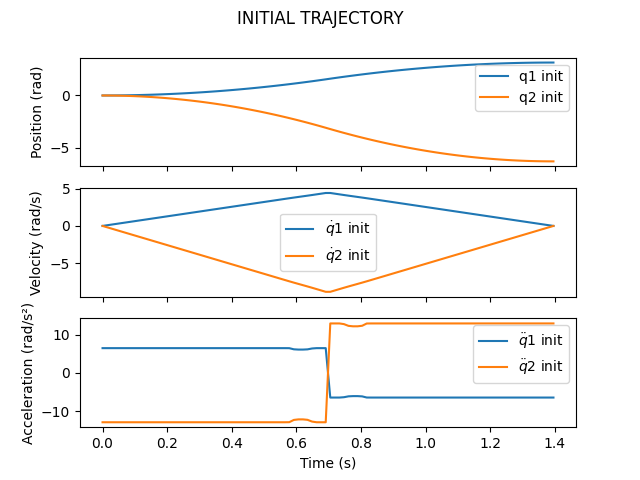 INITIAL TRAJECTORY
Position (rad)
0
−5
q1 init
q2 init
Velocity (rad/s)
5
0
−5
q̇1 init
q̇2 init
Acceleration (rad/s²)
10
0
−10
q̈1 init
q̈2 init
0.0 0.2 0.4 0.6 0.8 1.0 1.2 1.4
Time (s)